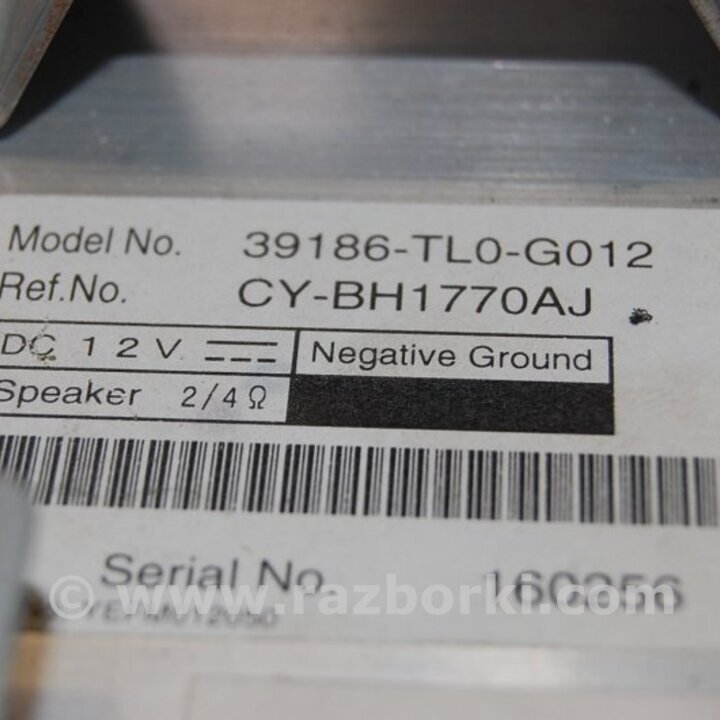 Model No. 39186-TL0-G012
Ref.No. CY-BH1770AJ
DC 12V Negative Ground
Speaker 2/4Ω
Serial No. 160256
© www.razborki.com